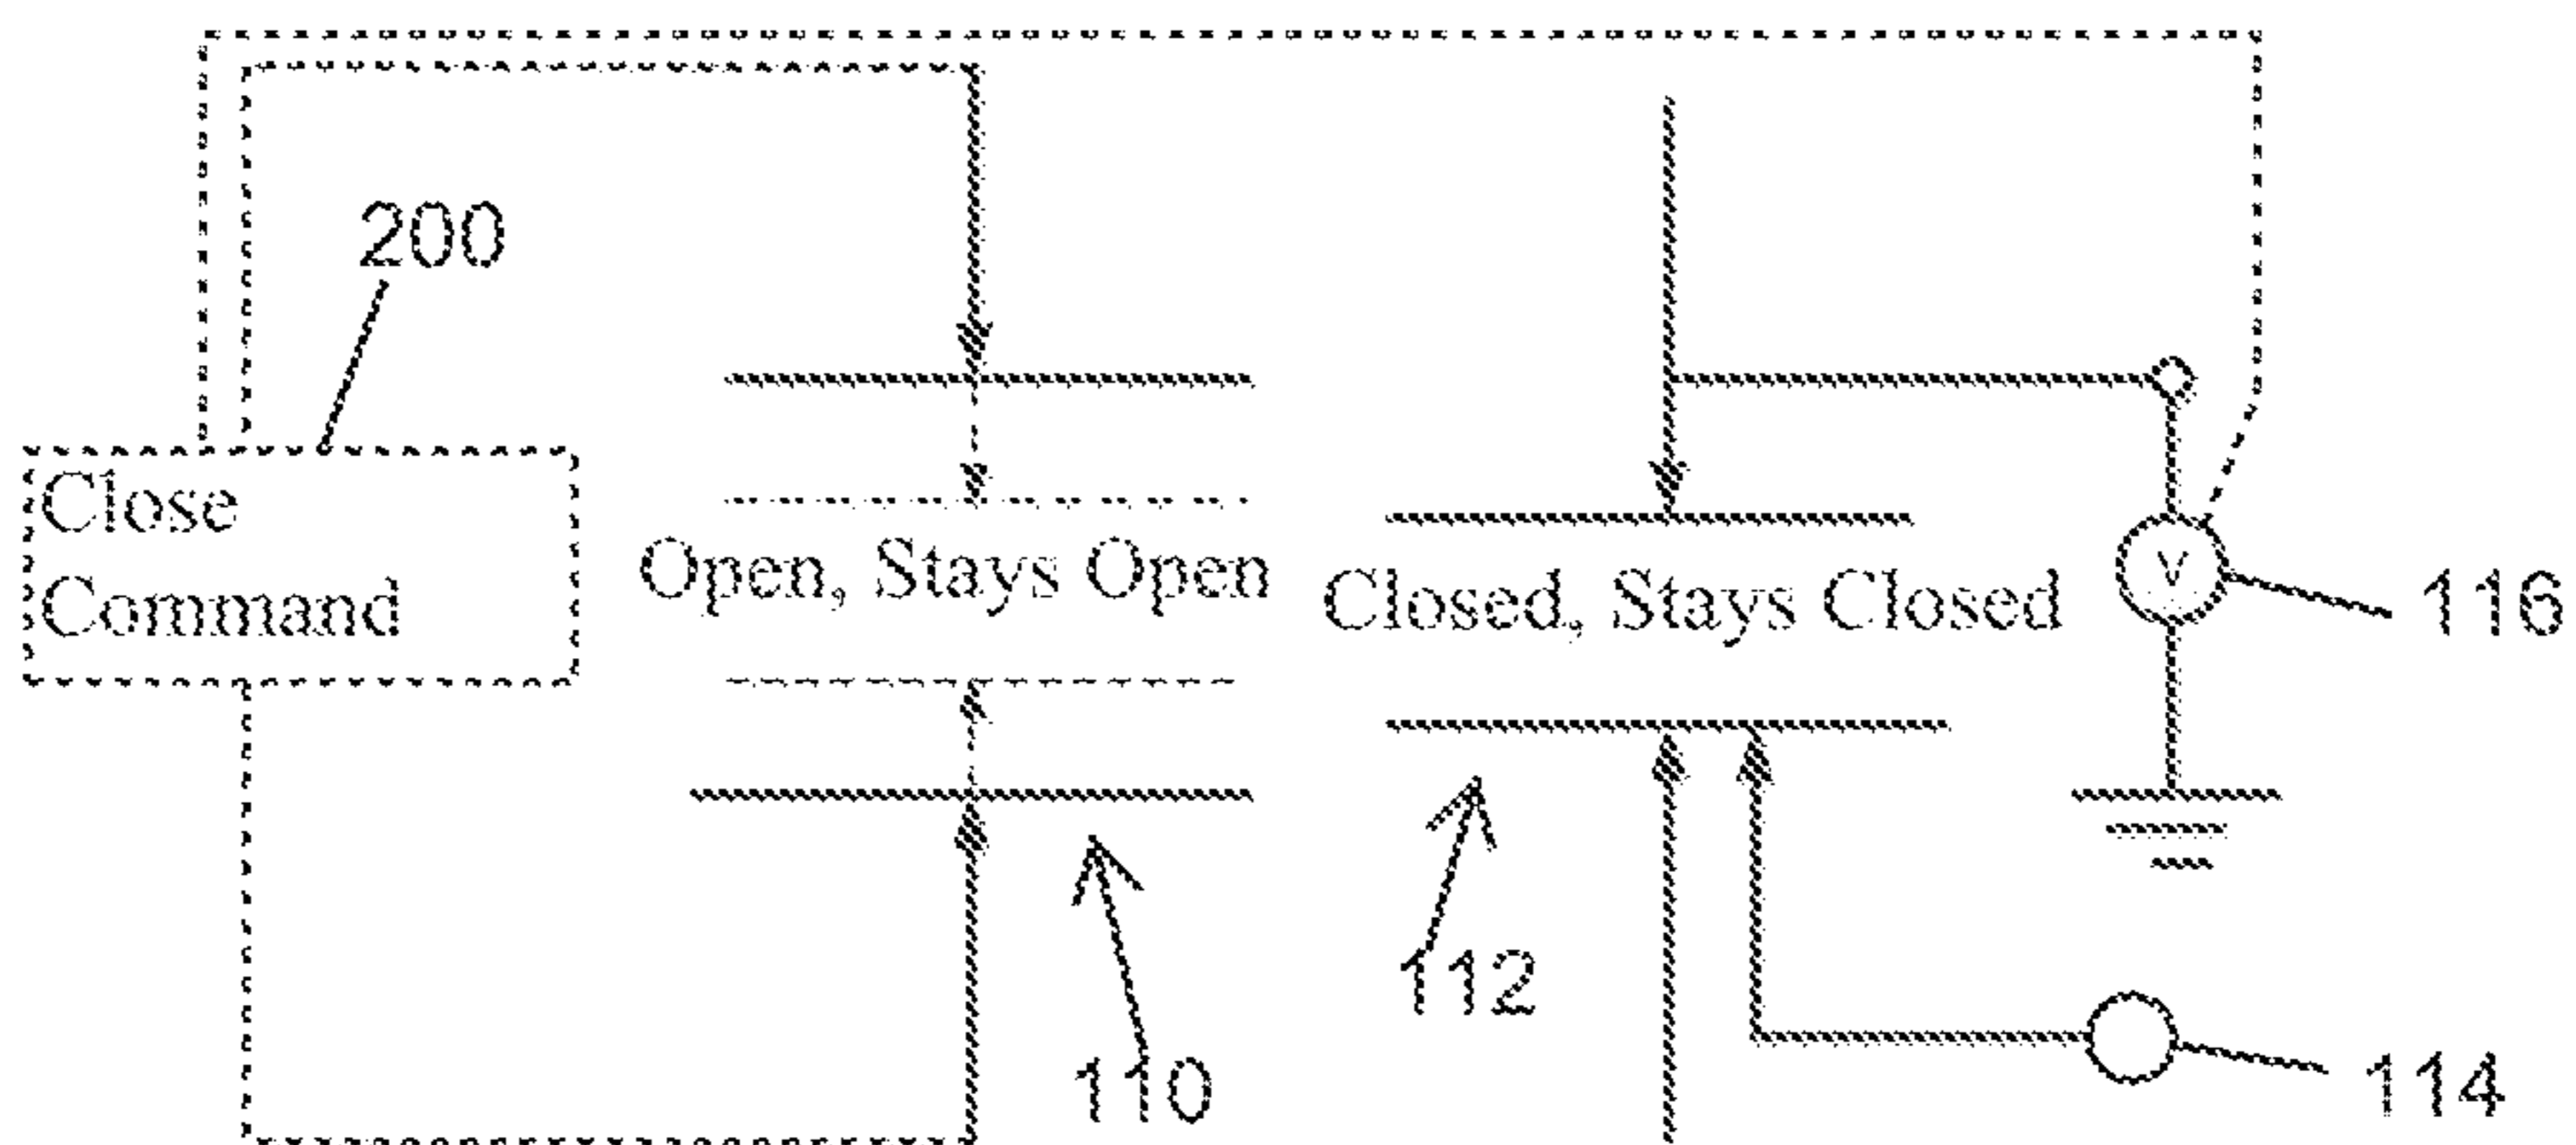 200
Close
Command
Open, Stays Open
Closed, Stays Closed
V
116
112
110
114